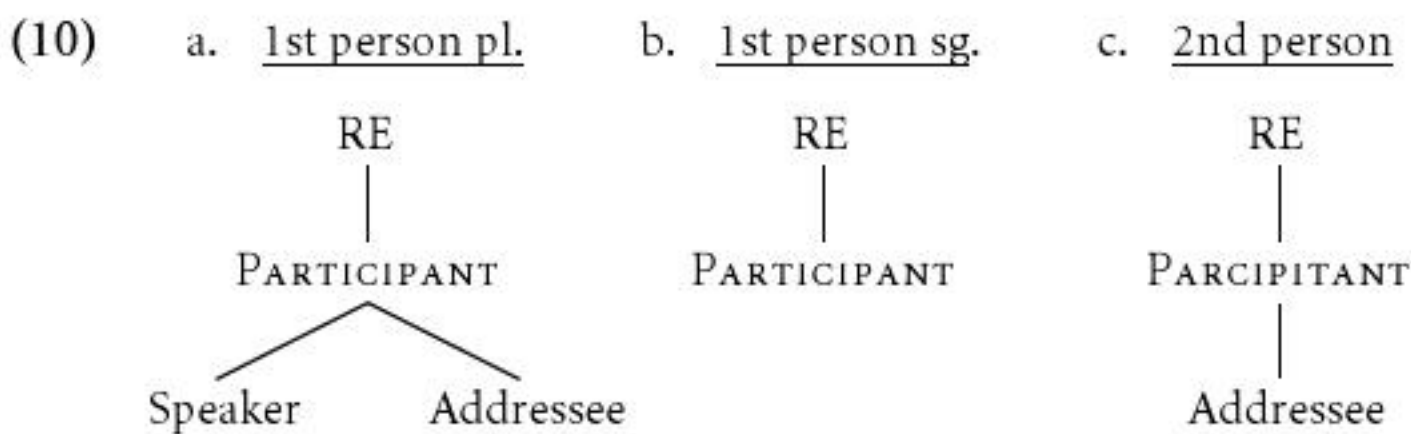 (10) a. 1st person pl. b. 1st person sg. c. 2nd person
RE RE RE
PARTICIPANT PARTICIPANT PARCIPITANT
Speaker Addressee Addressee